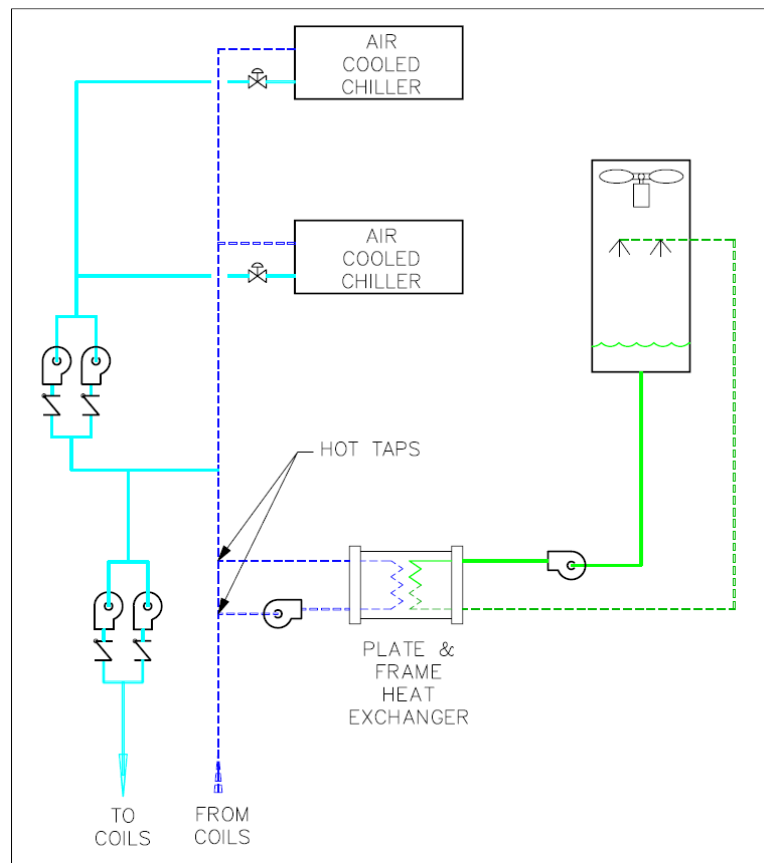 AIR
COOLED
CHILLER
AIR
COOLED
CHILLER
HOT TAPS
PLATE &
FRAME
HEAT
EXCHANGER
TO
COILS
FROM
COILS